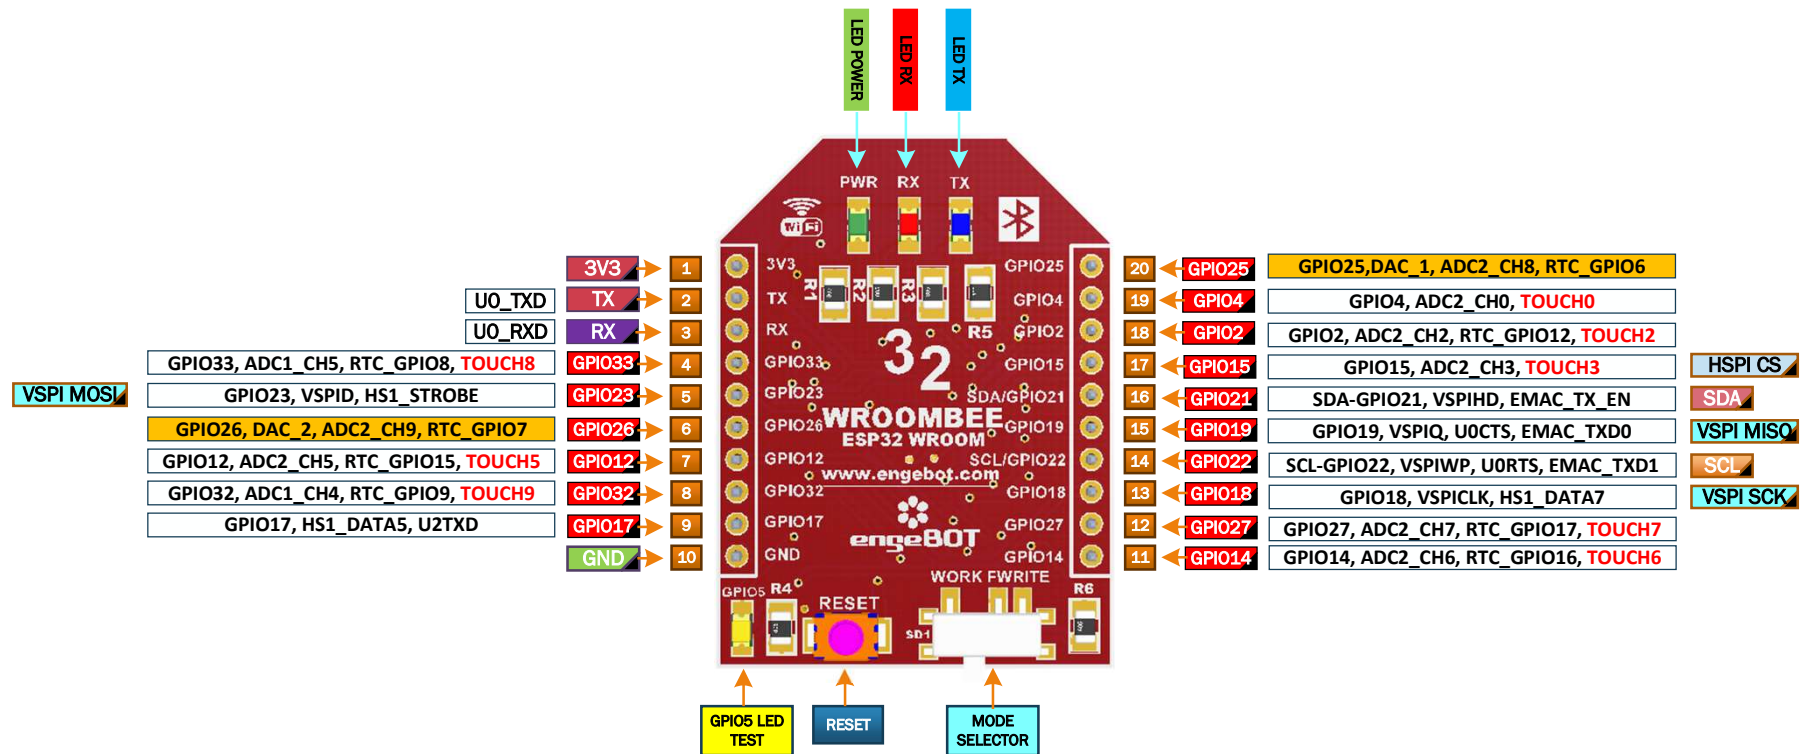 LED POWER
LED RX
LED TX
PWR RX TX
WiFi
3V3 1 3V3 GPIO25 20 GPIO25 GPIO25,DAC_1, ADC2_CH8, RTC_GPIO6
R1 R2 R3 R5
U0_TXD TX 2 TX GPIO4 19 GPIO4 GPIO4, ADC2_CH0, TOUCH0
U0_RXD RX 3 RX GPIO2 18 GPIO2 GPIO2, ADC2_CH2, RTC_GPIO12, TOUCH2
GPIO33, ADC1_CH5, RTC_GPIO8, TOUCH8 GPIO33 4 GPIO33 GPIO15 17 GPIO15 GPIO15, ADC2_CH3, TOUCH3 HSPI CS
32
VSPI MOSI GPIO23, VSPID, HS1_STROBE GPIO23 5 GPIO23 SDA/GPIO21 16 GPIO21 SDA-GPIO21, VSPIHD, EMAC_TX_EN SDA
WROOMBEE
GPIO26, DAC_2, ADC2_CH9, RTC_GPIO7 GPIO26 6 GPIO26 GPIO19 15 GPIO19 GPIO19, VSPIQ, U0CTS, EMAC_TXD0 VSPI MISO
ESP32 WROOM
GPIO12, ADC2_CH5, RTC_GPIO15, TOUCH5 GPIO12 7 GPIO12 SCL/GPIO22 14 GPIO22 SCL-GPIO22, VSPIWP, U0RTS, EMAC_TXD1 SCL
www.engebot.com
GPIO32, ADC1_CH4, RTC_GPIO9, TOUCH9 GPIO32 8 GPIO32 GPIO18 13 GPIO18 GPIO18, VSPICLK, HS1_DATA7 VSPI SCK
GPIO17, HS1_DATA5, U2TXD GPIO17 9 GPIO17 GPIO27 12 GPIO27 GPIO27, ADC2_CH7, RTC_GPIO17, TOUCH7
engeBOT
GND 10 GND GPIO14 11 GPIO14 GPIO14, ADC2_CH6, RTC_GPIO16, TOUCH6
WORK FWRITE
GPIO5 R4 RESET R6
SD1
GPIO5 LED TEST
RESET
MODE SELECTOR